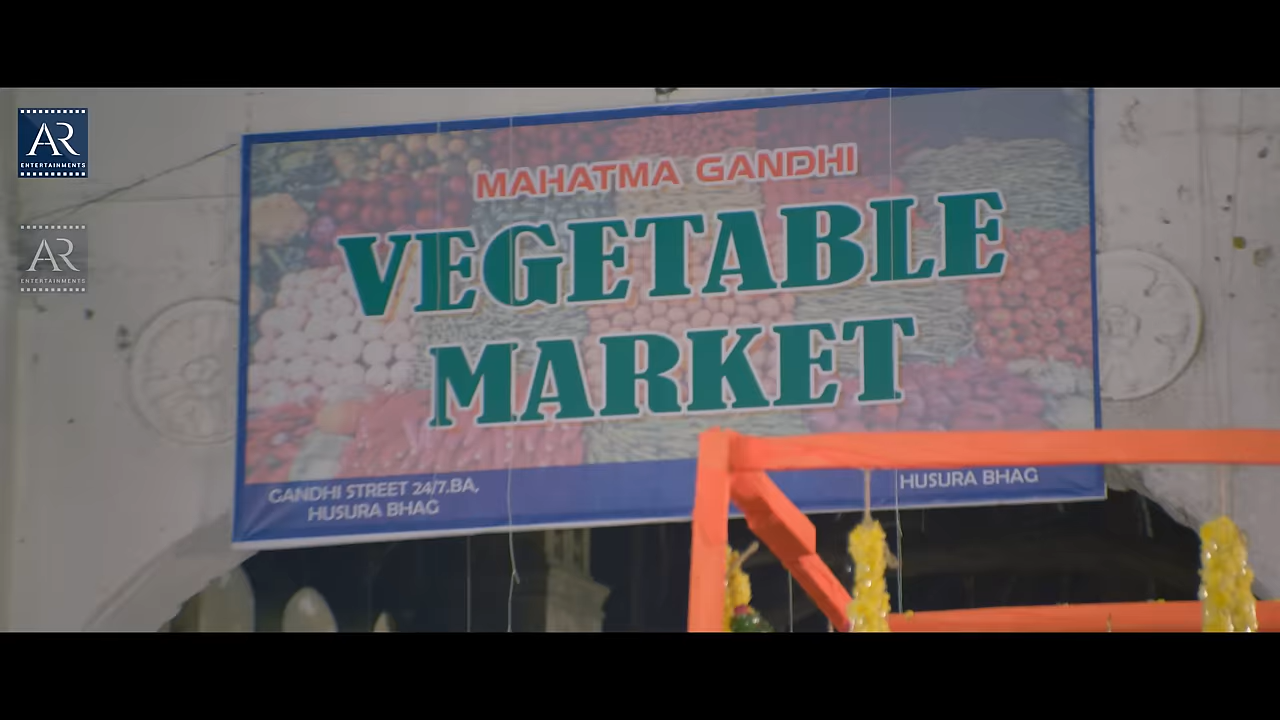 AR
ENTERTAINMENTS
AR
ENTERTAINMENTS
MAHATMA GANDHI
VEGETABLE
MARKET
GANDHI STREET 24/7.BA,
HUSURA BHAG
HUSURA BHAG